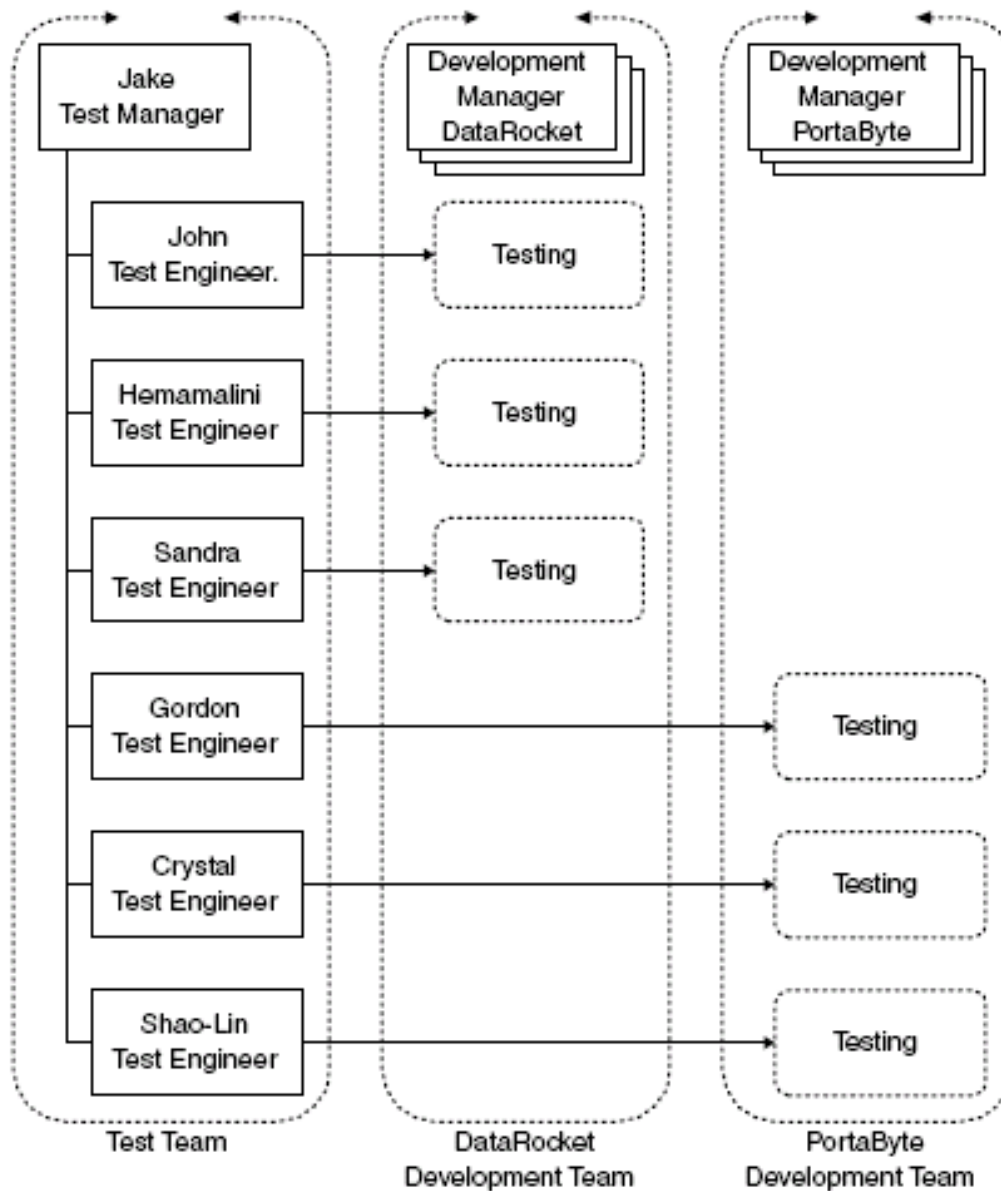 Jake
Test Manager
Development
Manager
DataRocket
Development
Manager
PortaByte
John
Test Engineer.
Testing
Hemamalini
Test Engineer
Testing
Sandra
Test Engineer
Testing
Gordon
Test Engineer
Testing
Crystal
Test Engineer
Testing
Shao-Lin
Test Engineer
Testing
Test Team
DataRocket
Development Team
PortaByte
Development Team